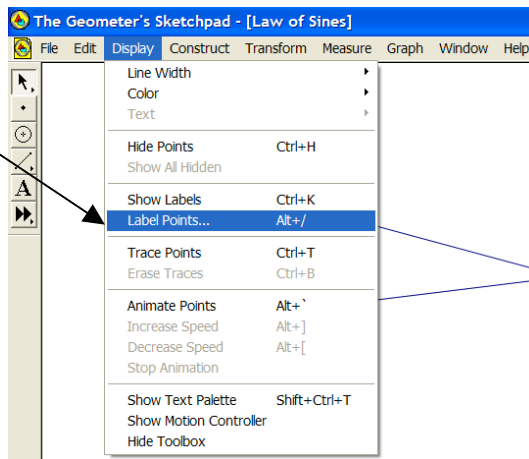 The Geometer's Sketchpad - [Law of Sines]
File Edit Display Construct Transform Measure Graph Window Help
Line Width
Color
Text
Hide Points Ctrl+H
Show All Hidden
Show Labels Ctrl+K
Label Points... Alt+/
Trace Points Ctrl+T
Erase Traces Ctrl+B
Animate Points Alt+`
Increase Speed Alt+]
Decrease Speed Alt+[
Stop Animation
Show Text Palette Shift+Ctrl+T
Show Motion Controller
Hide Toolbox
A